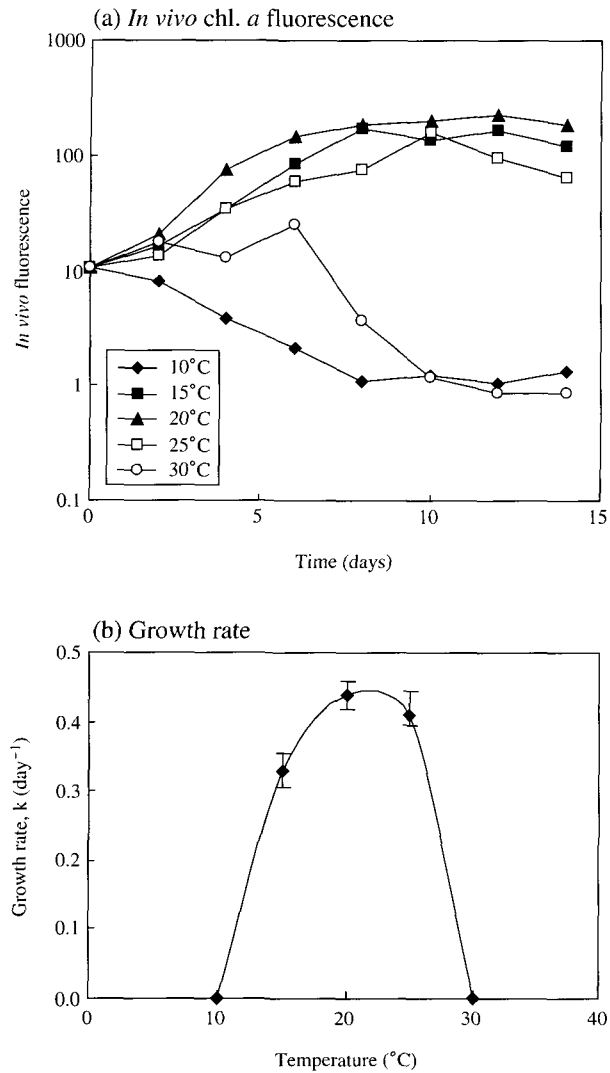 (a) In vivo chl. a fluorescence
1000
100
10
1
0.1
In vivo fluorescence
10°C
15°C
20°C
25°C
30°C
0
5
10
15
Time (days)
(b) Growth rate
0.5
0.4
0.3
0.4
0.1
0.0
Growth rate, k (day⁻¹)
0
10
20
30
40
Temperature (°C)